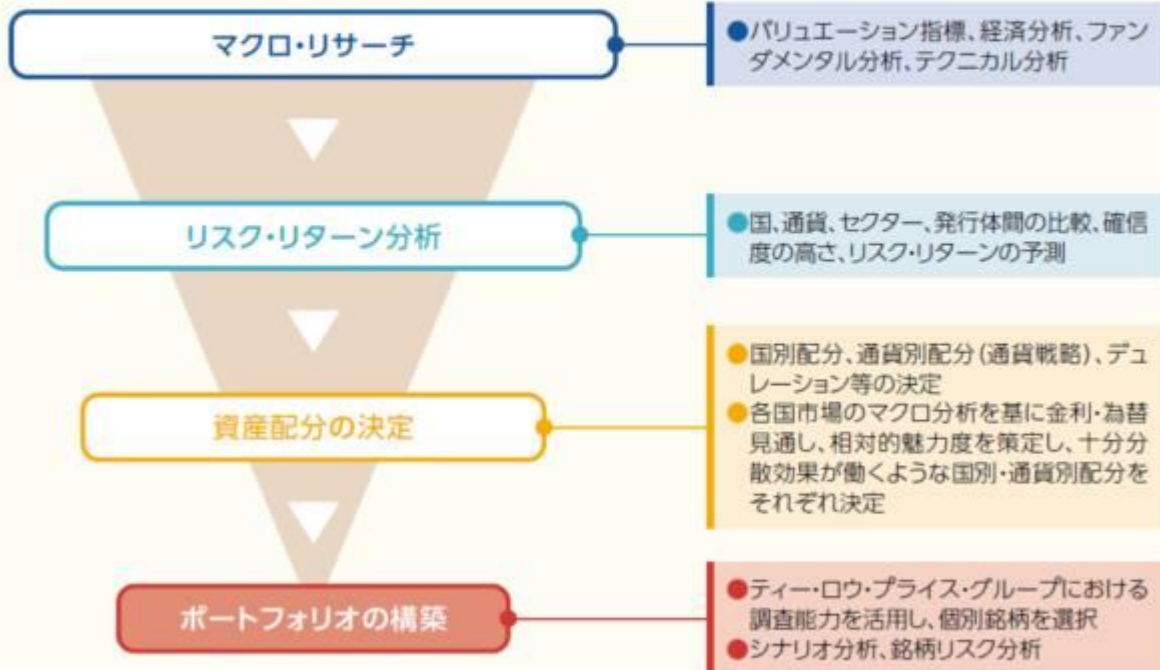 マクロ・リサーチ
●バリュエーション指標、経済分析、ファン
ダメンタル分析、テクニカル分析
リスク・リターン分析
●国、通貨、セクター、発行体間の比較、確信
度の高さ、リスク・リターンの予測
資産配分の決定
●国別配分、通貨別配分(通貨戦略)、デュ
レーション等の決定
●各国市場のマクロ分析を基に金利・為替
見通し、相対的魅力度を策定し、十分分
散効果が働くような国別・通貨別配分を
それぞれ決定
ポートフォリオの構築
●ティー・ロウ・プライス・グループにおける
調査能力を活用し、個別銘柄を選択
●シナリオ分析、銘柄リスク分析